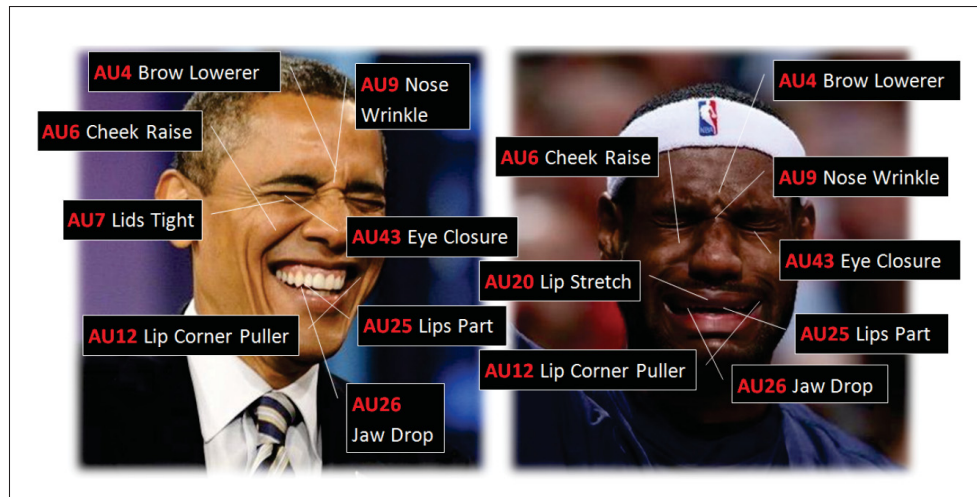 AU4 Brow Lowerer
AU9 Nose
Wrinkle
AU6 Cheek Raise
AU7 Lids Tight
AU43 Eye Closure
AU25 Lips Part
AU12 Lip Corner Puller
AU26
Jaw Drop
AU4 Brow Lowerer
AU6 Cheek Raise
AU9 Nose Wrinkle
AU43 Eye Closure
AU20 Lip Stretch
AU25 Lips Part
AU12 Lip Corner Puller
AU26 Jaw Drop
NBA